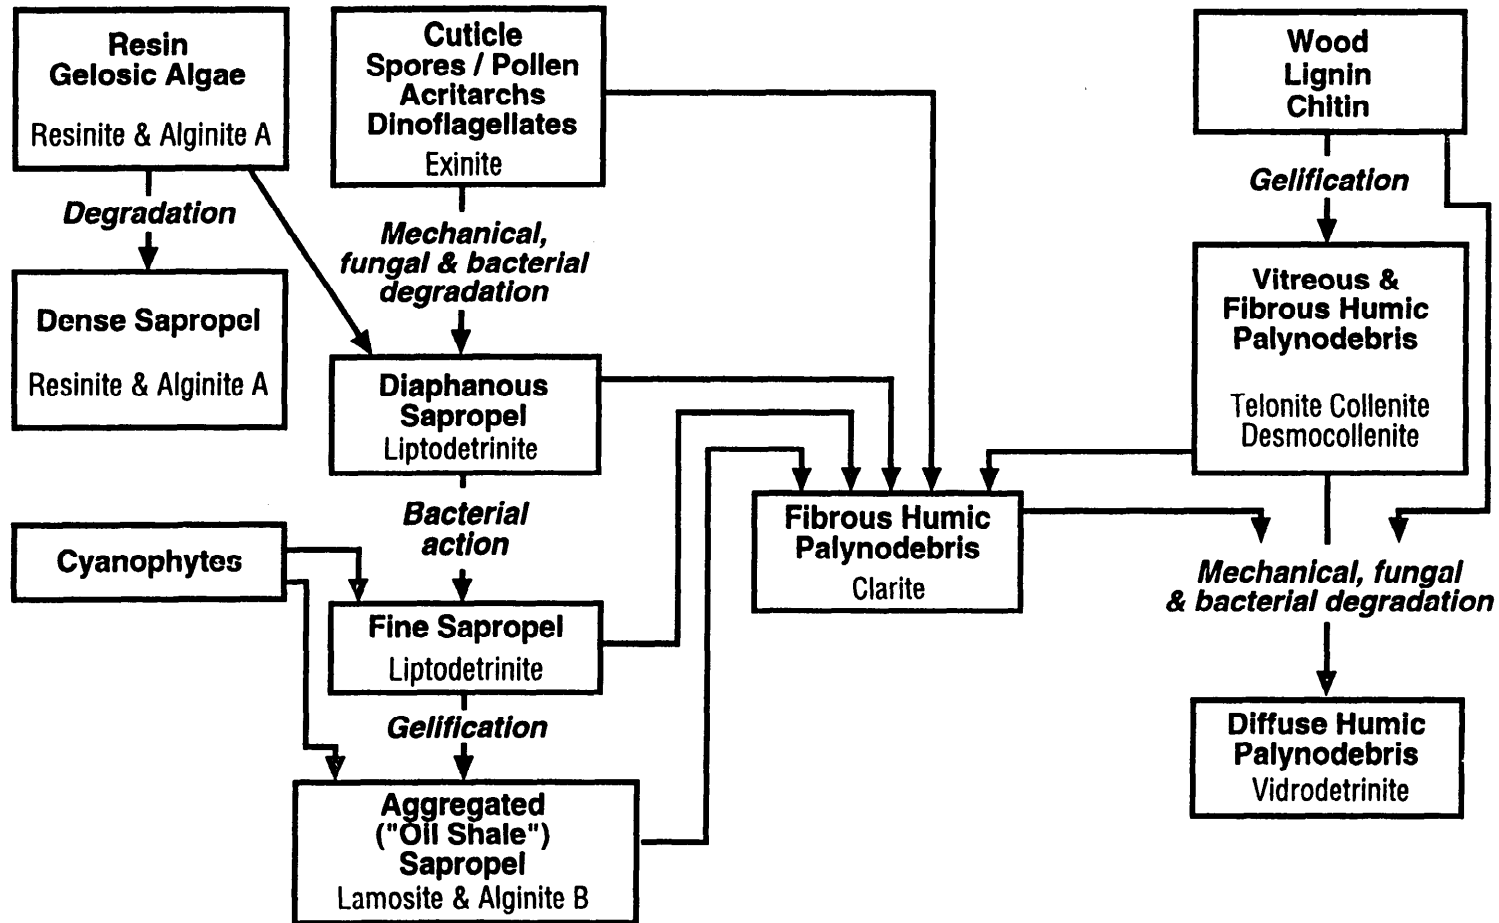 Resin
Gelosic Algae
Resinite & Alginite A
Degradation
Dense Sapropel
Resinite & Alginite A
Cuticle
Spores / Pollen
Acritarchs
Dinoflagellates
Exinite
Mechanical,
fungal & bacterial
degradation
Diaphanous
Sapropel
Liptodetrinite
Bacterial
action
Cyanophytes
Fine Sapropel
Liptodetrinite
Gelification
Aggregated
("Oil Shale")
Sapropel
Lamosite & Alginite B
Fibrous Humic
Palynodebris
Clarite
Wood
Lignin
Chitin
Gelification
Vitreous &
Fibrous Humic
Palynodebris
Telonite Collenite
Desmocollenite
Mechanical, fungal
& bacterial degradation
Diffuse Humic
Palynodebris
Vidrodetrinite